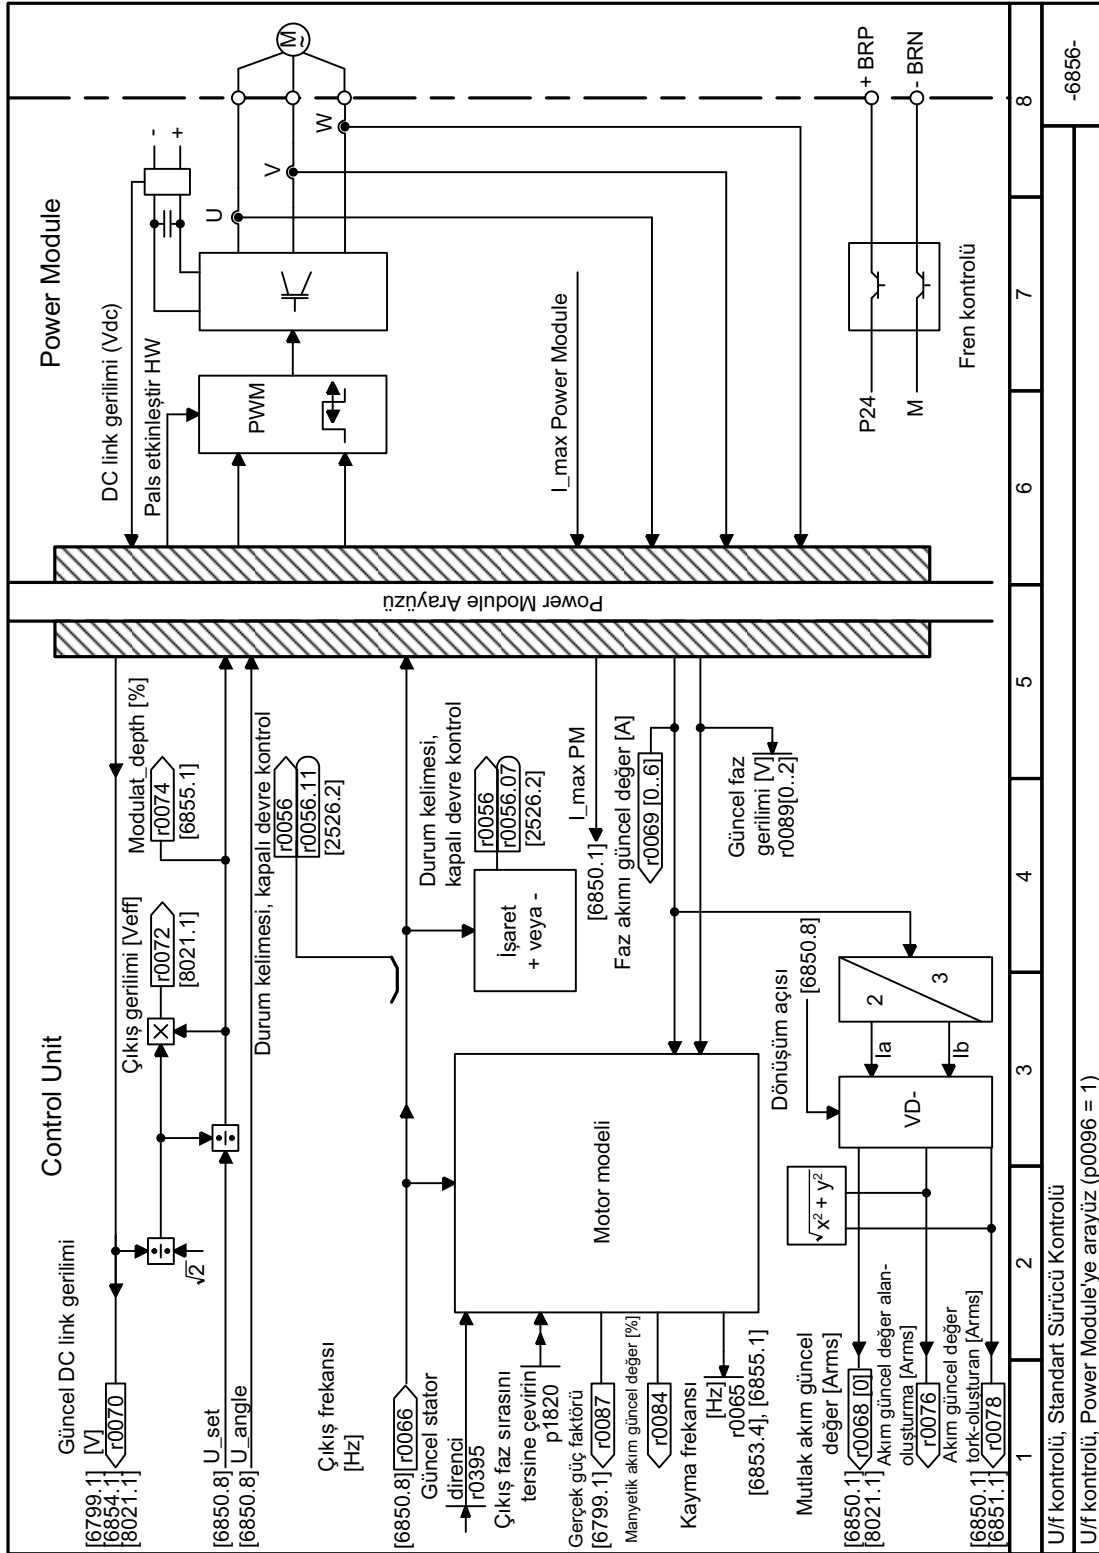 Control Unit
Power Module
Güncel DC link gerilimi
[V]
r0070
[6799.1]
[6854.1]
[8021.1]
√2
Çıkış gerilimi [Veff]
r0072
[8021.1]
Modulat_depth [%]
r0074
[6855.1]
[6850.8] U_set
[6850.8] U_angle
Durum kelimesi, kapalı devre kontrol
r0056
r0056.11
[2526.2]
Çıkış frekansı
[Hz]
[6850.8] r0066
Durum kelimesi,
kapalı devre kontrol
r0056
r0056.07
[2526.2]
İşaret
+ veya -
Güncel stator
direnci
r0395
Çıkış faz sırasını
tersine çevirin
p1820
Gerçek güç faktörü
[6799.1] r0087
Manyetik akım güncel değer [%]
r0084
Kayma frekansı
[Hz]
r0065
[6853.4], [6855.1]
Motor modeli
I_max PM
[6850.1]
Faz akımı güncel değer [A]
r0069 [0..6]
Güncel faz
gerilimi [V]
r0089[0..2]
Dönüşüm açısı
[6850.8]
2
3
Ia
Ib
VD-
√x² + y²
Mutlak akım güncel
değer [Arms]
[6850.1] r0068 [0]
[8021.1]
Akım güncel değer alan-
oluşturma [Arms]
r0076
Akım güncel değer
tork-oluşturan [Arms]
[6850.1] r0078
[6851.1]
Power Module Arayüzü
DC link gerilimi (Vdc)
Pals etkinleştir HW
PWM
- +
U
V
W
M
~
I_max Power Module
P24
M
Fren kontrolü
+ BRP
- BRN
1 2 3 4 5 6 7 8
U/f kontrolü, Standart Sürücü Kontrolü
U/f kontrolü, Power Module'ye arayüz (p0096 = 1)
-6856-